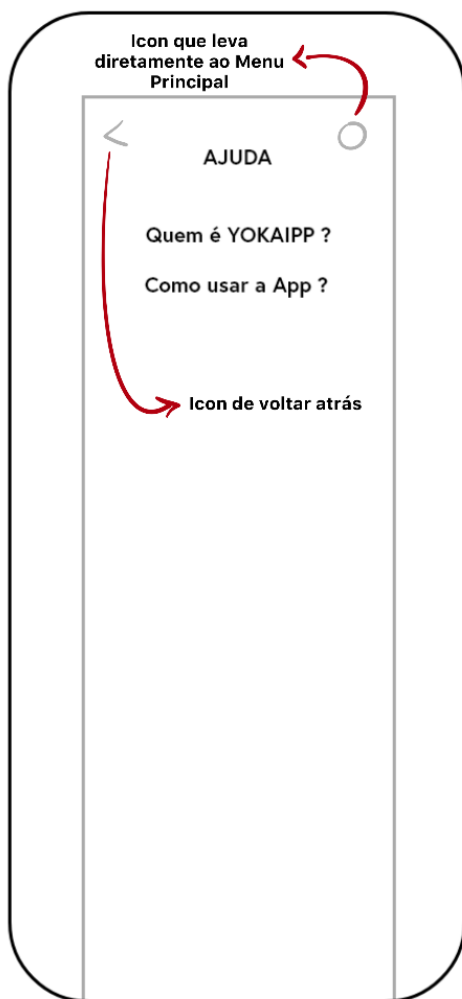 Icon que leva
diretamente ao Menu
Principal
AJUDA
Quem é YOKAIPP ?
Como usar a App ?
Icon de voltar atrás